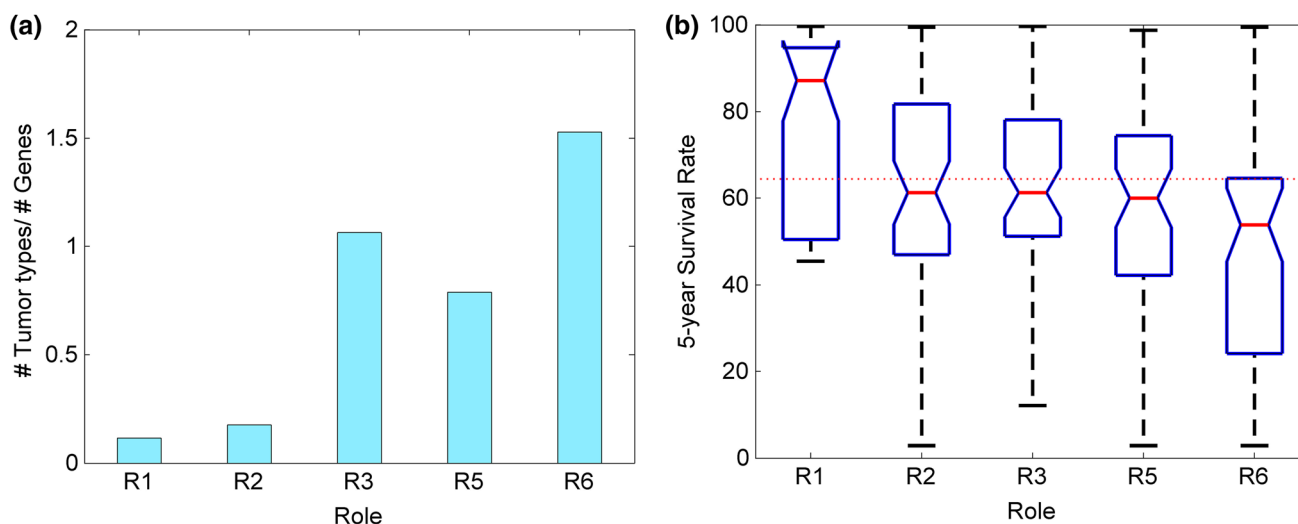 (a)
# Tumor types/ # Genes
2
1.5
1
0.5
0
R1 R2 R3 R5 R6
Role
(b)
5-year Survival Rate
100
80
60
40
20
0
R1 R2 R3 R5 R6
Role